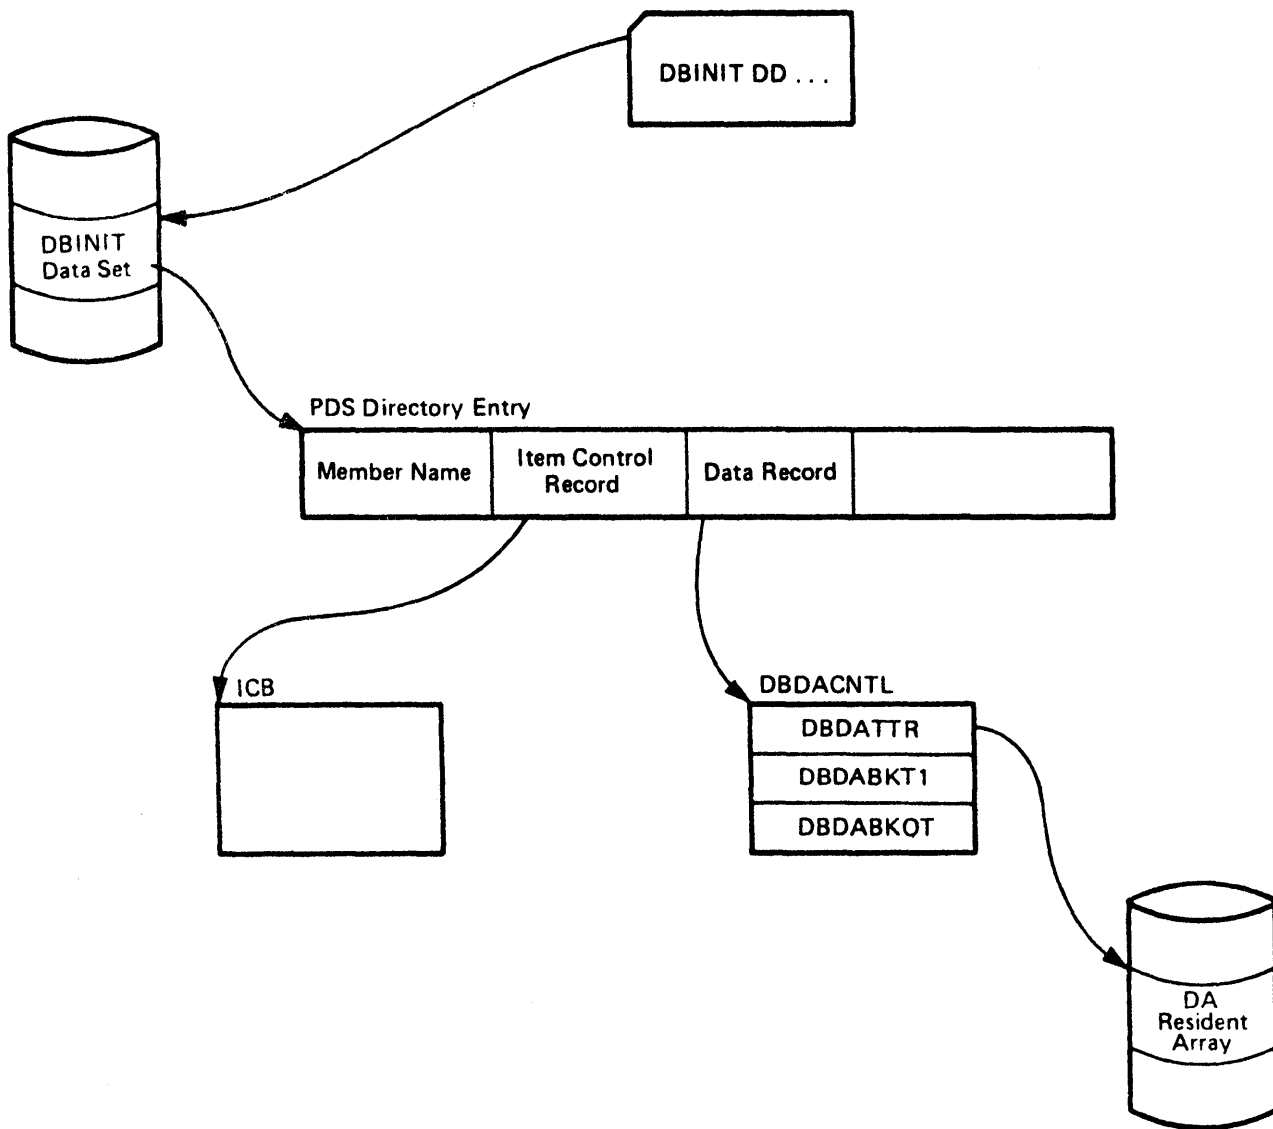 DBINIT DD . . .
DBINIT
Data Set
PDS Directory Entry
Member Name
Item Control
Record
Data Record
ICB
DBDACNTL
DBDATTR
DBDABKT1
DBDABKQT
DA
Resident
Array